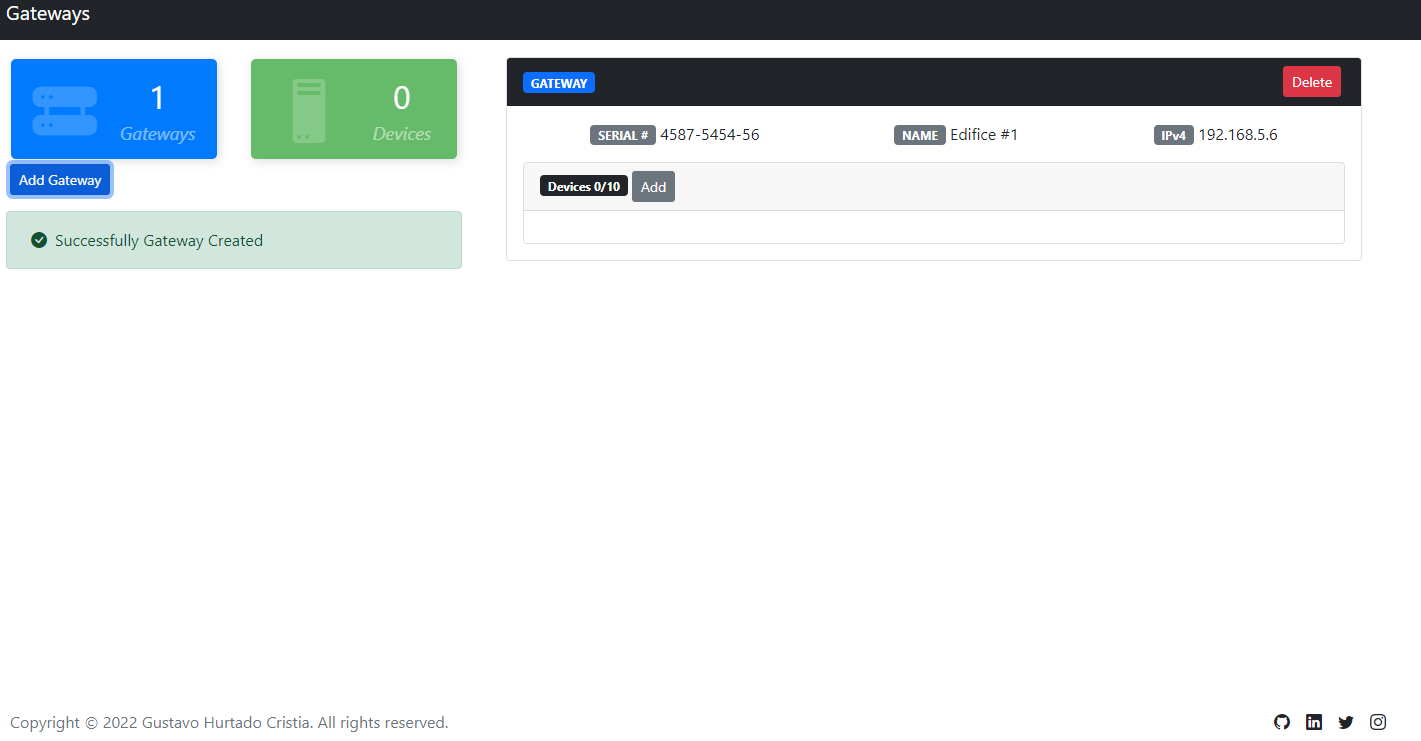 Gateways
1
Gateways
0
Devices
Add Gateway
Successfully Gateway Created
GATEWAY
Delete
SERIAL # 4587-5454-56
NAME Edifice #1
IPv4 192.168.5.6
Devices 0/10 Add
Copyright © 2022 Gustavo Hurtado Cristia. All rights reserved.